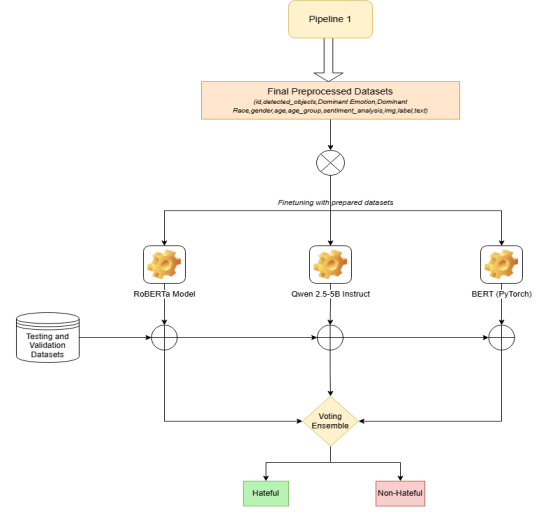 Pipeline 1
Final Preprocessed Datasets
(id,detected_objects,Dominant Emotion,Dominant
Race,gender,age,age_group,sentiment_analysis,img,label,text)
Finetuning with prepared datasets
RoBERTa Model
Qwen 2.5-5B Instruct
BERT (PyTorch)
Testing and
Validation
Datasets
Voting
Ensemble
Hateful
Non-Hateful